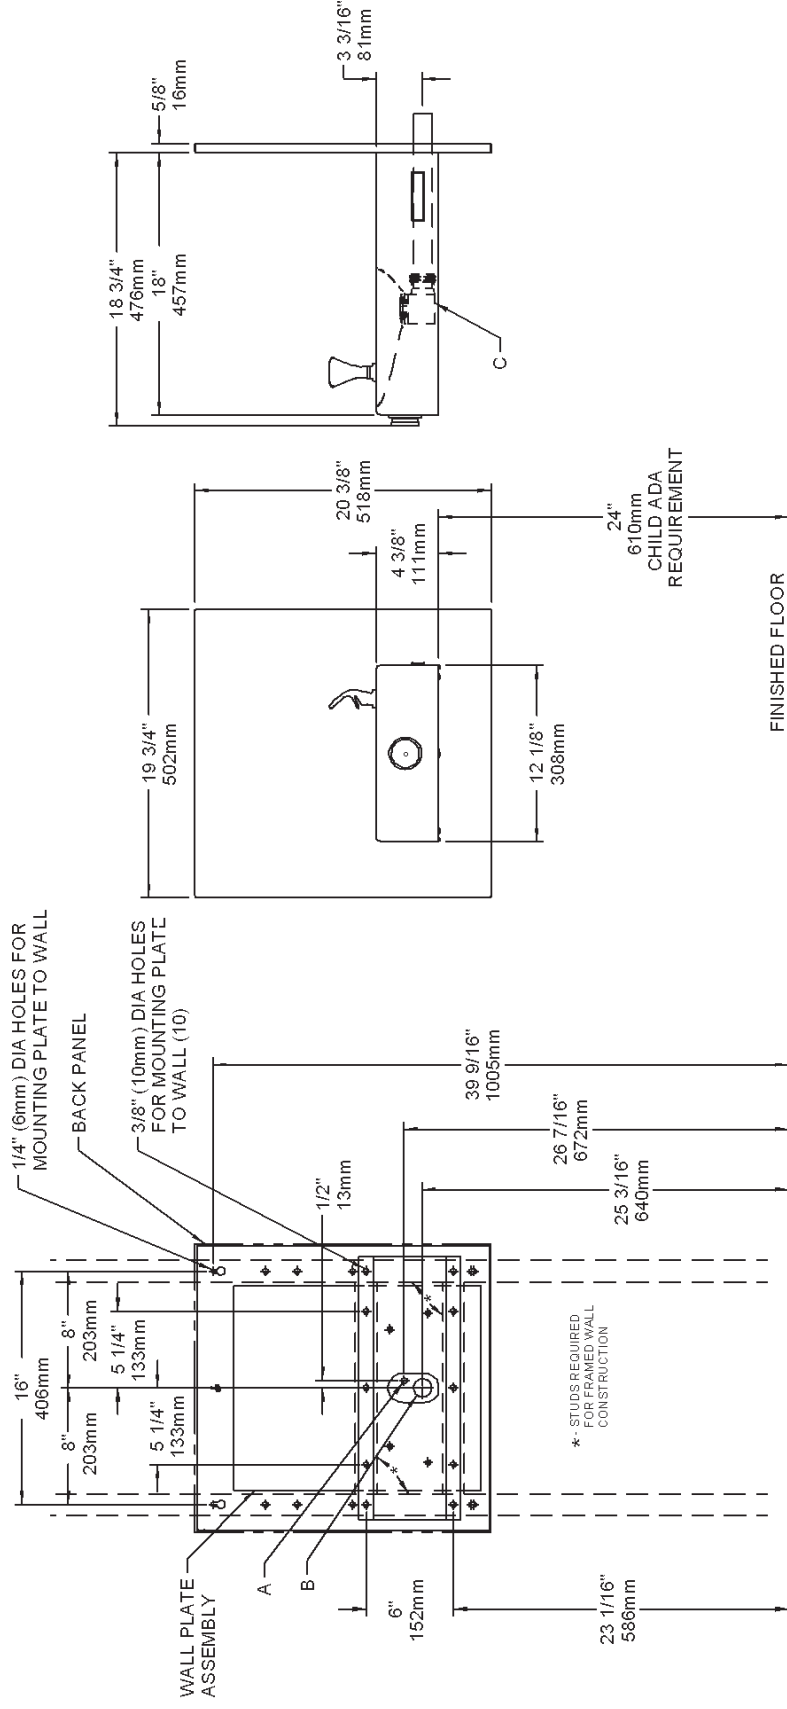 1/4" (6mm) DIA HOLES FOR
MOUNTING PLATE TO WALL
BACK PANEL
3/8" (10mm) DIA HOLES
FOR MOUNTING PLATE
TO WALL (10)
16"
406mm
8"
203mm
8"
203mm
5 1/4"
133mm
5 1/4"
133mm
1/2"
13mm
WALL PLATE
ASSEMBLY
A
B
6"
152mm
23 1/16"
586mm
39 9/16"
1005mm
26 7/16"
672mm
25 3/16"
640mm
*- STUDS REQUIRED
FOR FRAMED WALL
CONSTRUCTION
*
*
19 3/4"
502mm
20 3/8"
518mm
4 3/8"
111mm
12 1/8"
308mm
24"
610mm
CHILD ADA
REQUIREMENT
FINISHED FLOOR
18 3/4"
476mm
18"
457mm
5/8"
16mm
3 3/16"
81mm
C